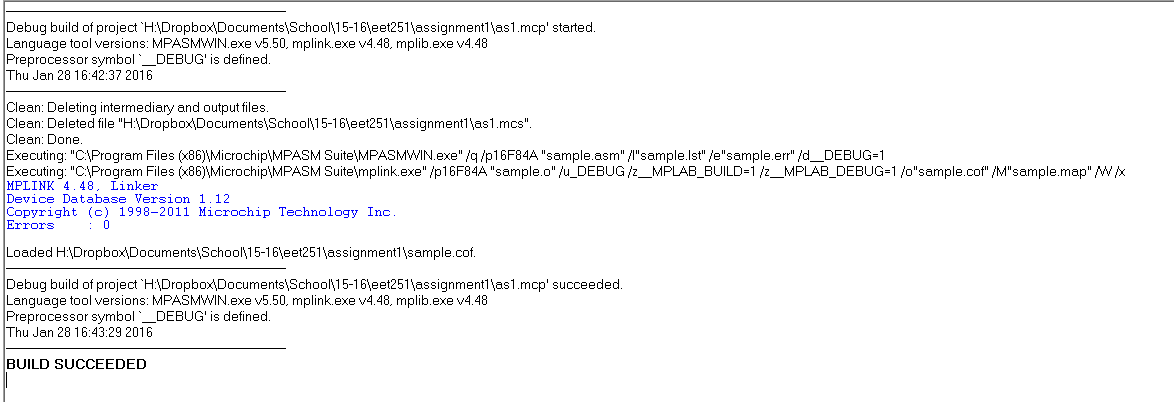 Debug build of project `H:\Dropbox\Documents\School\15-16\eet251\assignment1\as1.mcp' started.
Language tool versions: MPASMWIN.exe v5.50, mplink.exe v4.48, mplib.exe v4.48
Preprocessor symbol `__DEBUG' is defined.
Thu Jan 28 16:42:37 2016
Clean: Deleting intermediary and output files.
Clean: Deleted file "H:\Dropbox\Documents\School\15-16\eet251\assignment1\as1.mcs".
Clean: Done.
Executing: "C:\Program Files (x86)\Microchip\MPASM Suite\MPASMWIN.exe" /q /p16F84A "sample.asm" /l"sample.lst" /e"sample.err" /d__DEBUG=1
Executing: "C:\Program Files (x86)\Microchip\MPASM Suite\mplink.exe" /p16F84A "sample.o" /u_DEBUG /z__MPLAB_BUILD=1 /z__MPLAB_DEBUG=1 /o"sample.cof" /M"sample.map" /W /x
MPLINK 4.48, Linker
Device Database Version 1.12
Copyright (c) 1998-2011 Microchip Technology Inc.
Errors    : 0
Loaded H:\Dropbox\Documents\School\15-16\eet251\assignment1\sample.cof.
Debug build of project `H:\Dropbox\Documents\School\15-16\eet251\assignment1\as1.mcp' succeeded.
Language tool versions: MPASMWIN.exe v5.50, mplink.exe v4.48, mplib.exe v4.48
Preprocessor symbol `__DEBUG' is defined.
Thu Jan 28 16:43:29 2016
BUILD SUCCEEDED